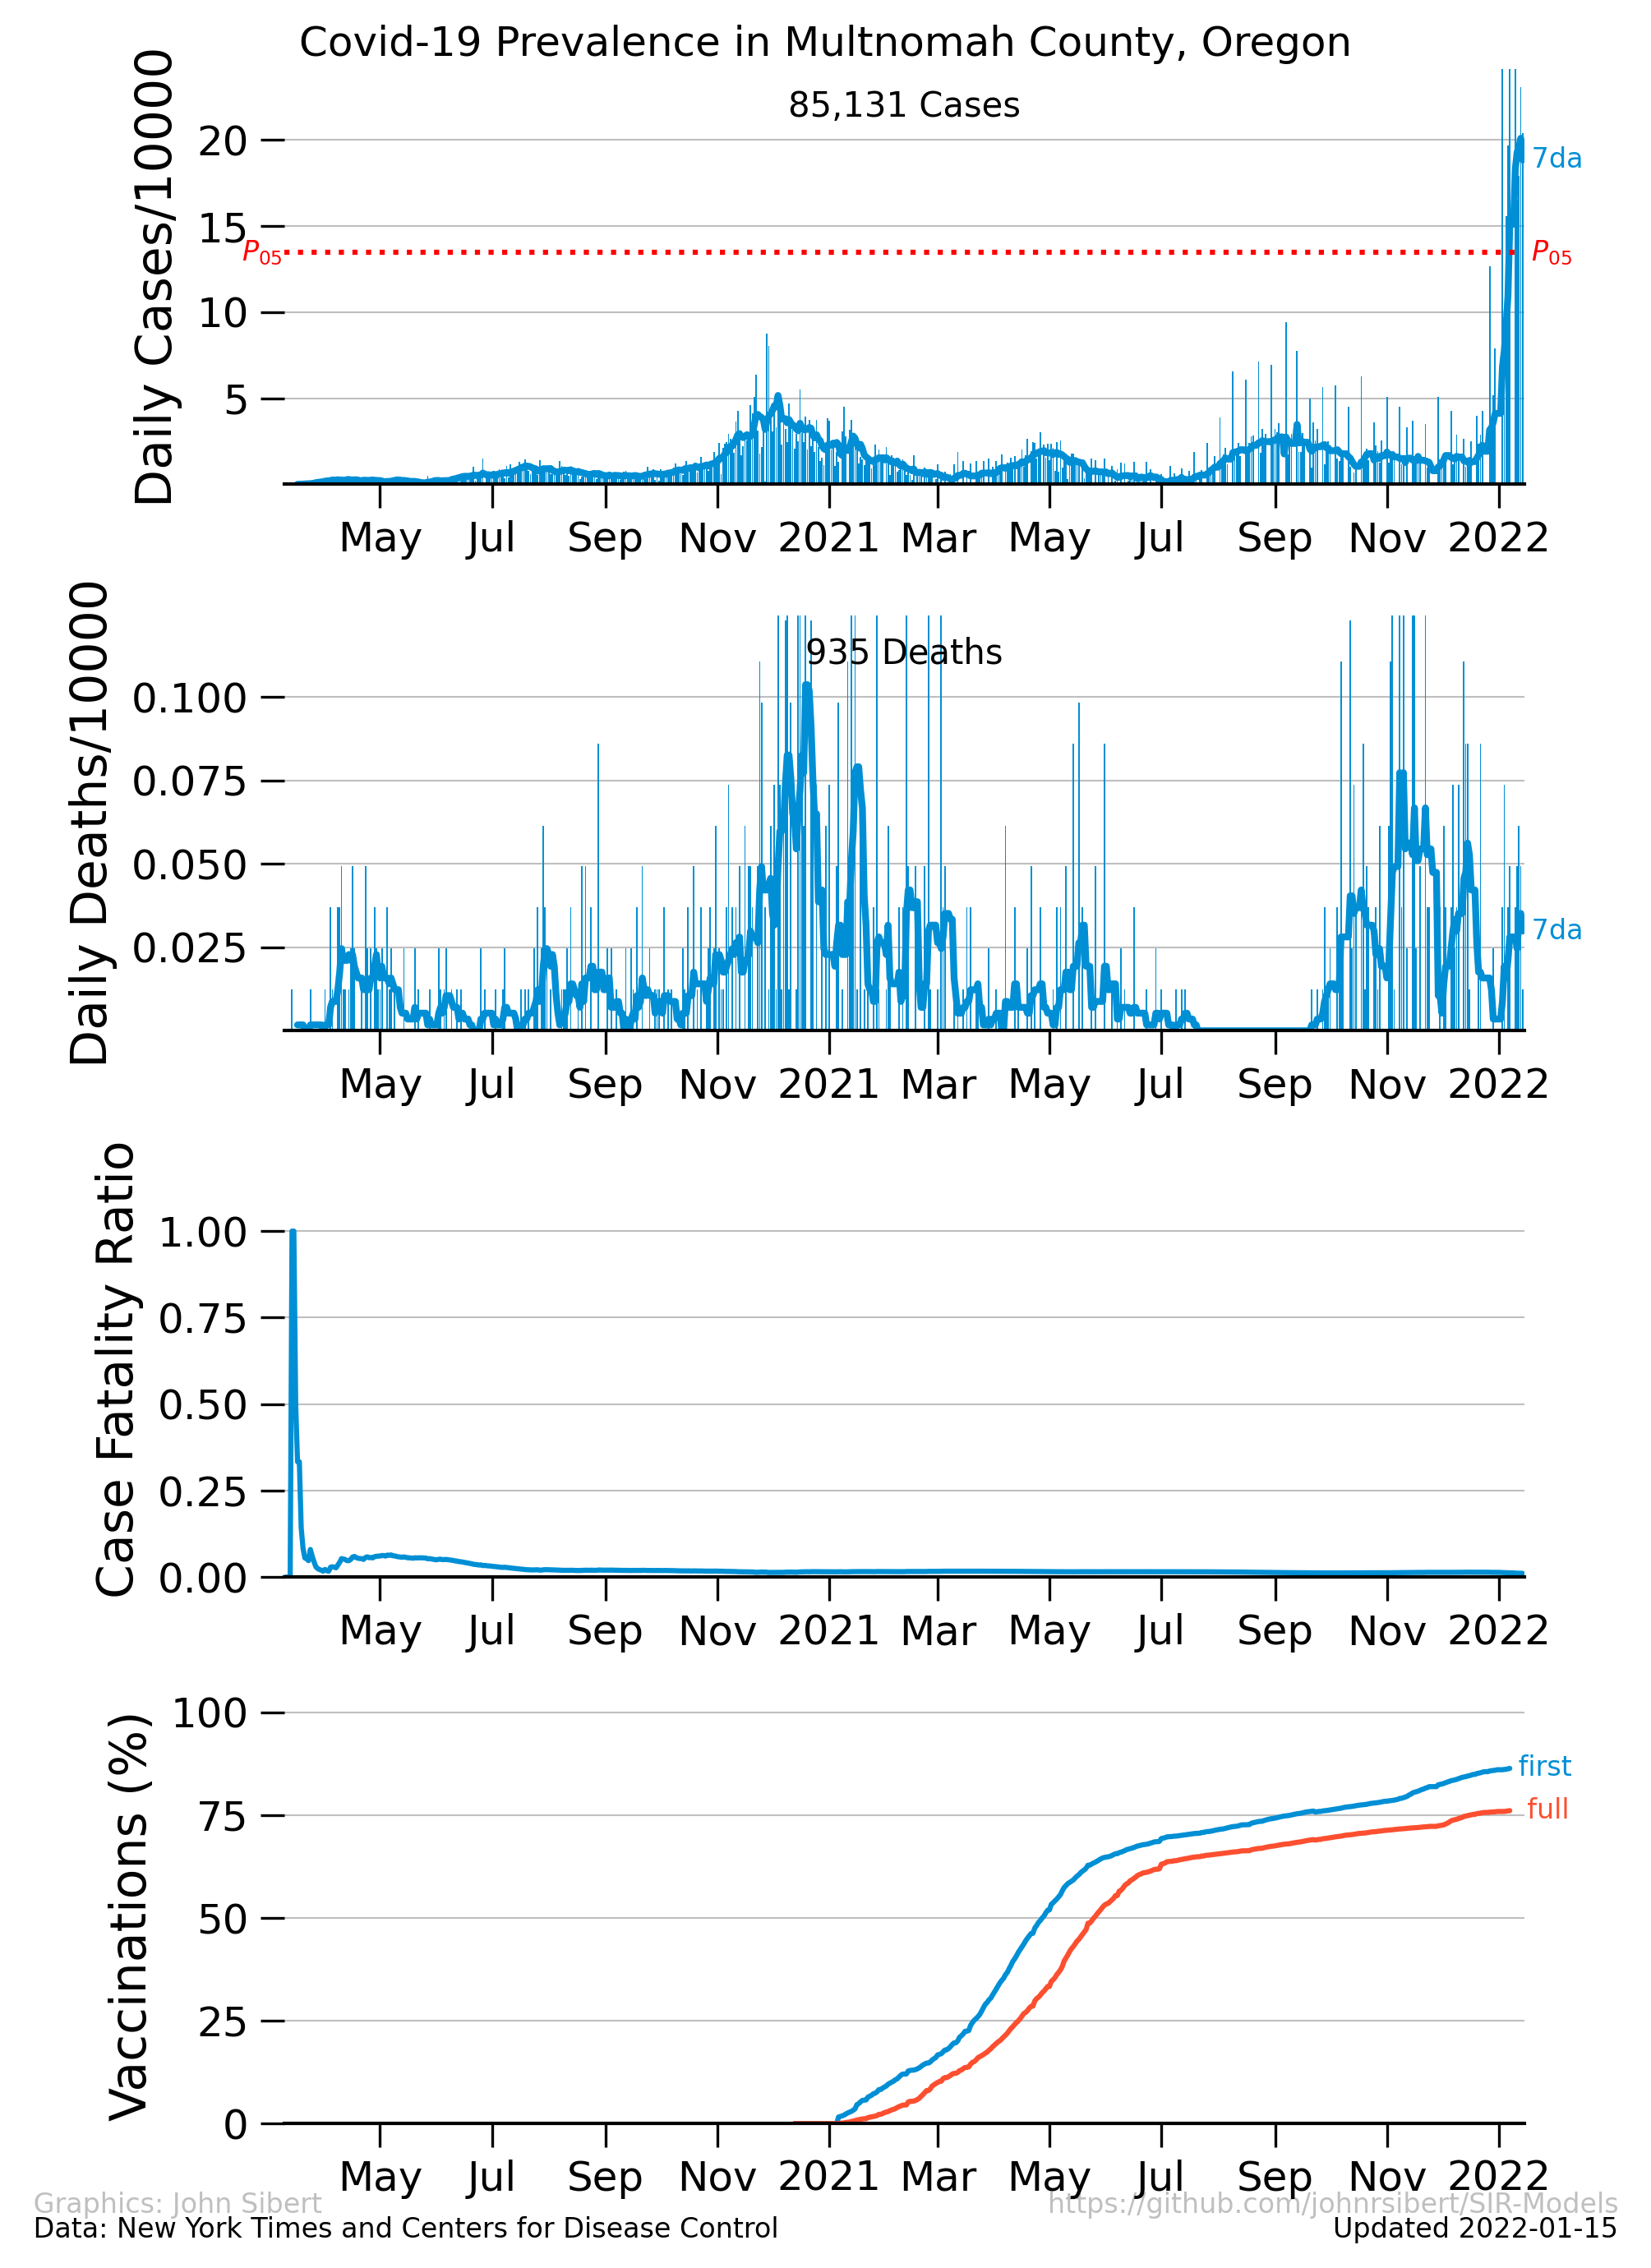 Covid-19 Prevalence in Multnomah County, Oregon
Daily Cases/10000
85,131 Cases
20
15
10
5
P05
P05
7da
May Jul Sep Nov 2021 Mar May Jul Sep Nov 2022
Daily Deaths/10000
935 Deaths
0.100
0.075
0.050
0.025
7da
May Jul Sep Nov 2021 Mar May Jul Sep Nov 2022
Case Fatality Ratio
1.00
0.75
0.50
0.25
0.00
May Jul Sep Nov 2021 Mar May Jul Sep Nov 2022
Vaccinations (%)
100
75
50
25
0
first
full
May Jul Sep Nov 2021 Mar May Jul Sep Nov 2022
Graphics: John Sibert
https://github.com/johnrsibert/SIR-Models
Data: New York Times and Centers for Disease Control
Updated 2022-01-15